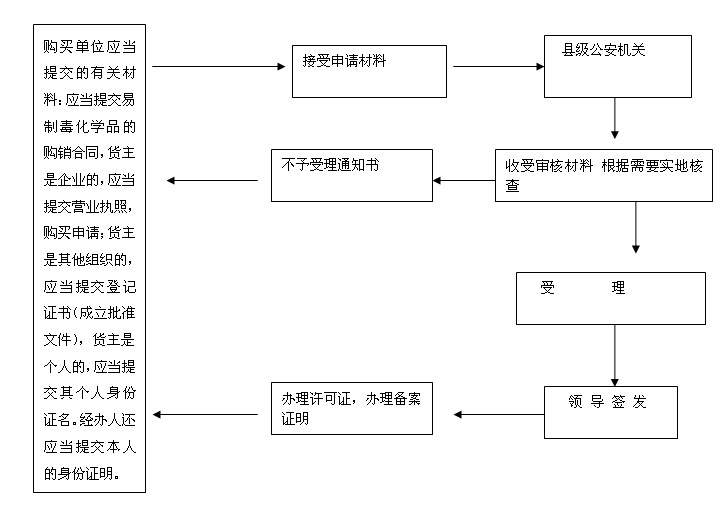 购买单位应当
提交的有关材
料：应当提交易
制毒化学品的
购销合同，货主
是企业的，应当
提交营业执照，
购买申请；货主
是其他组织的，
应当提交登记
证书(成立批准
文件)，货主是
个人的，应当提
交其个人身份
证名。经办人还
应当提交本人
的身份证明。
接受申请材料
县级公安机关
不予受理通知书
收受审核材料 根据需要实地核
查
受 理
办理许可证，办理备案
证明
领 导 签 发